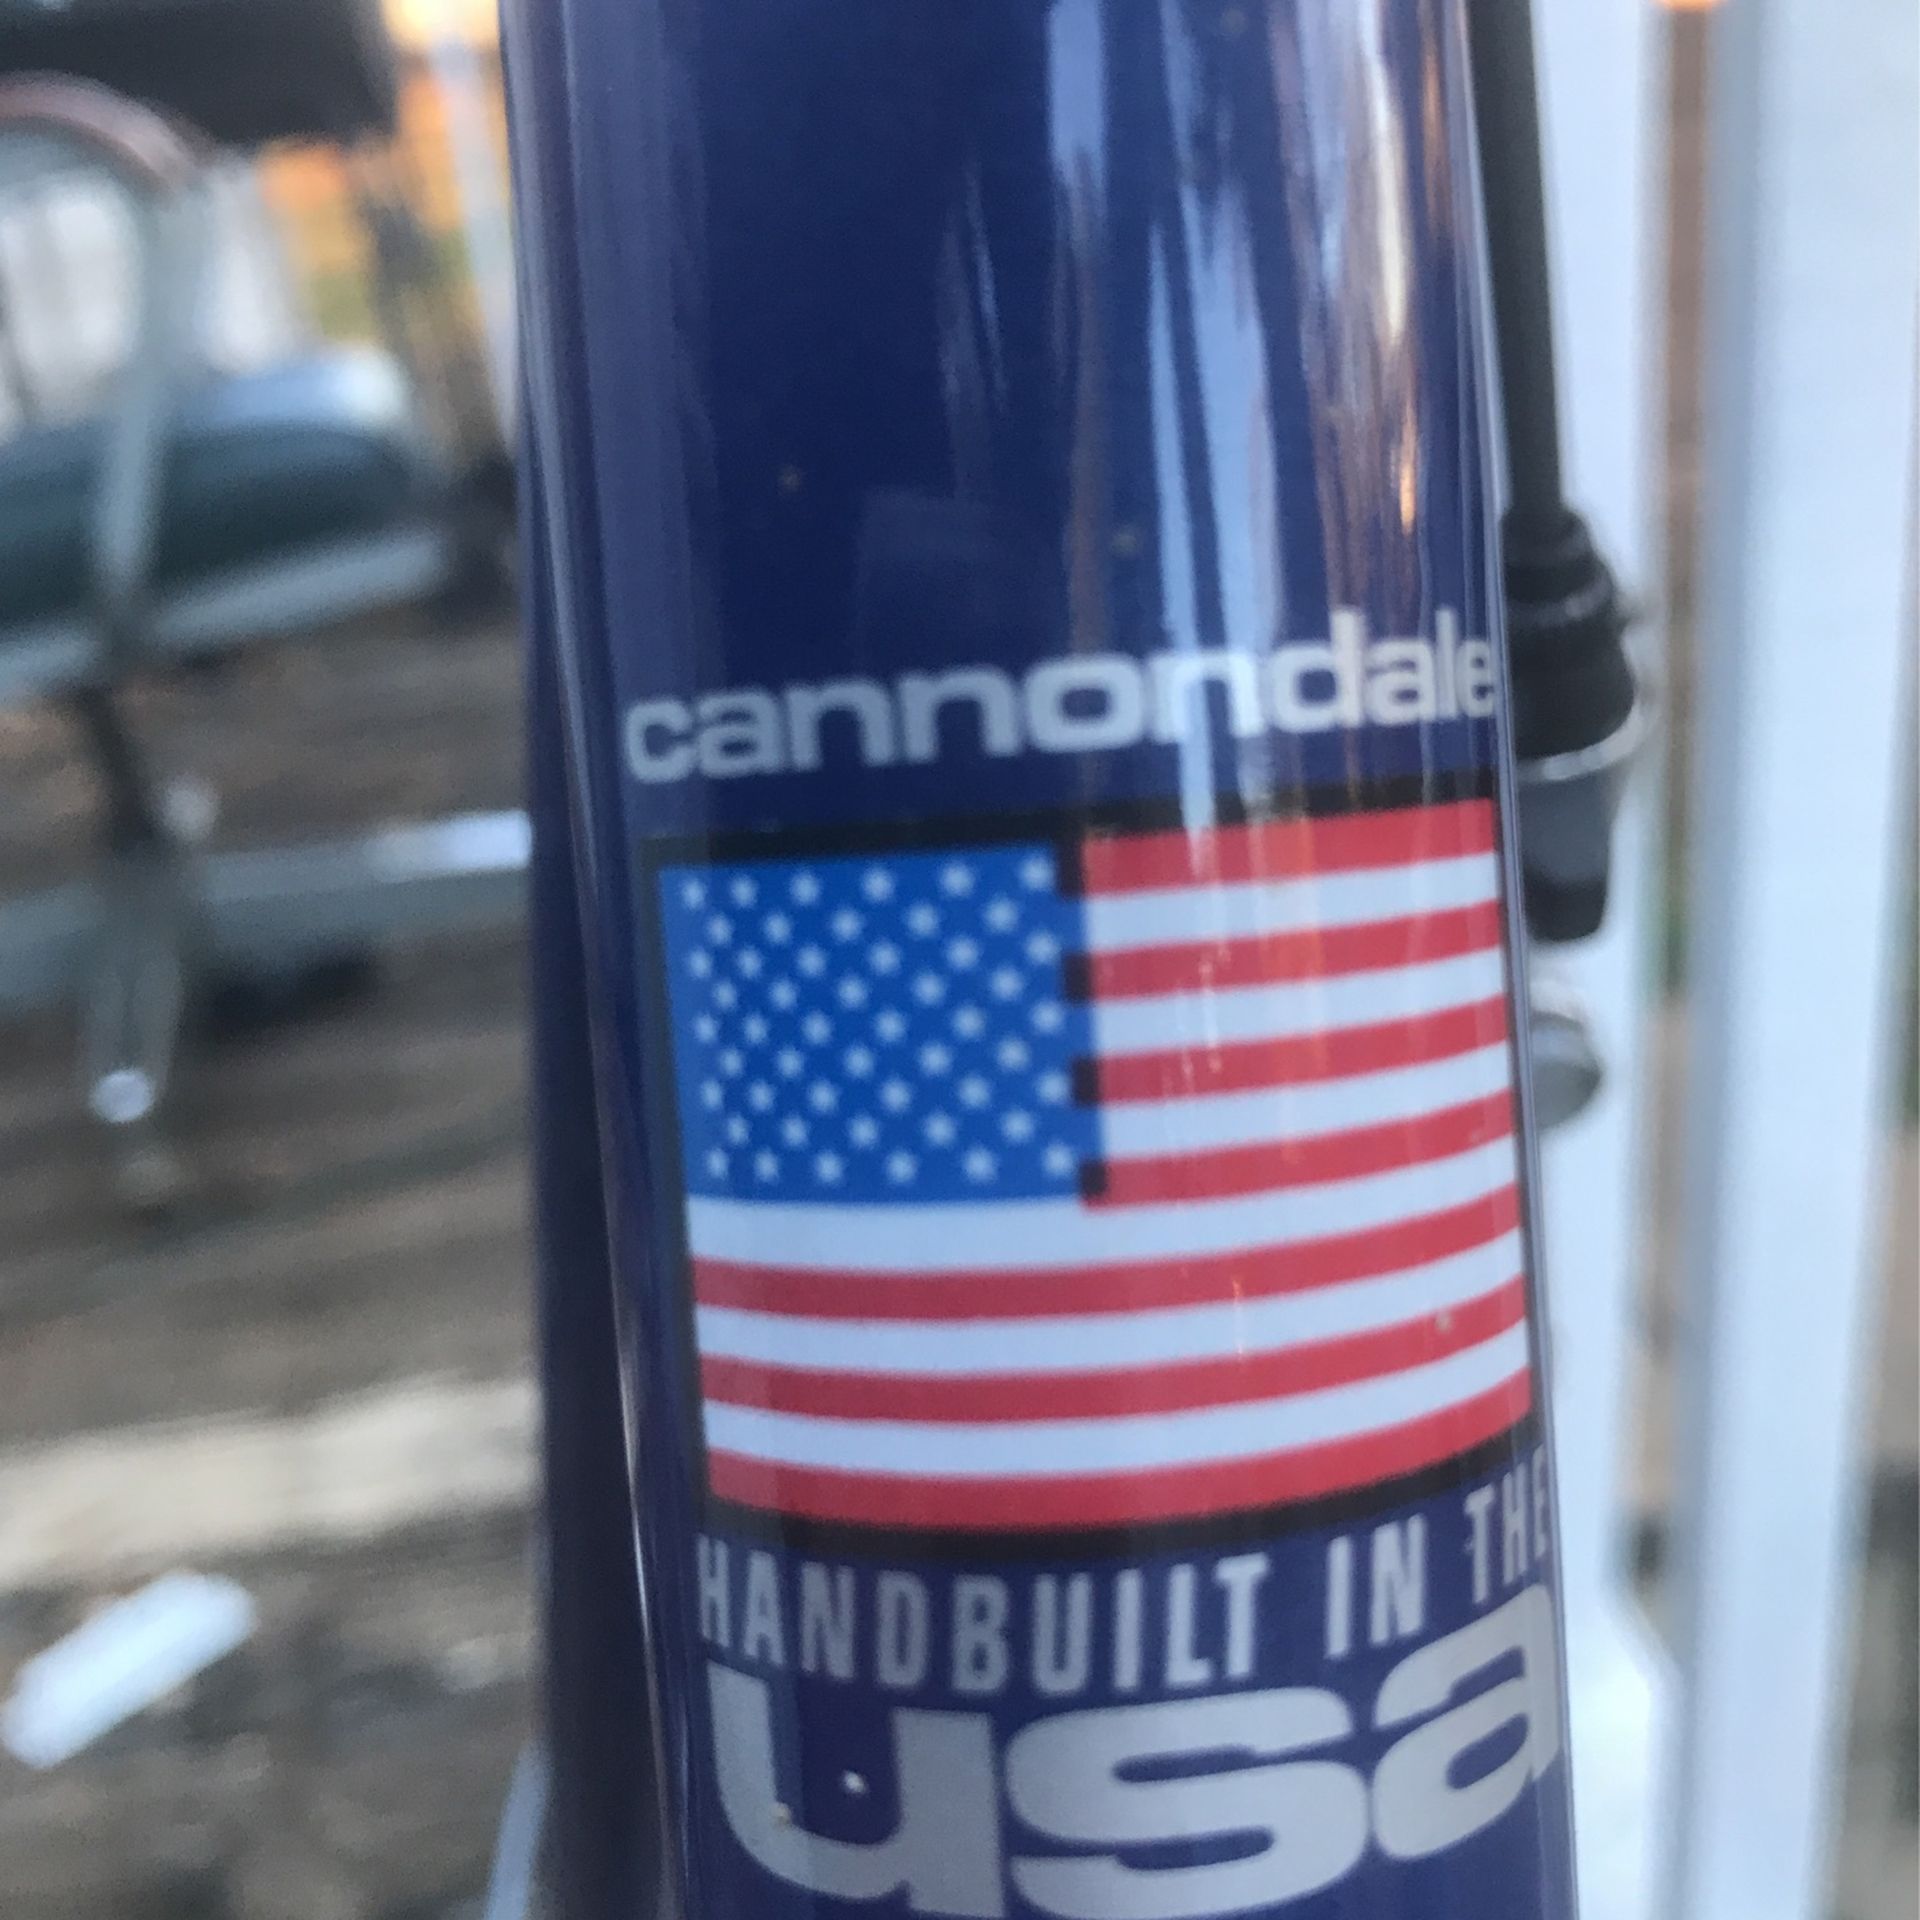 cannondale
HANDBUILT IN THE
usa